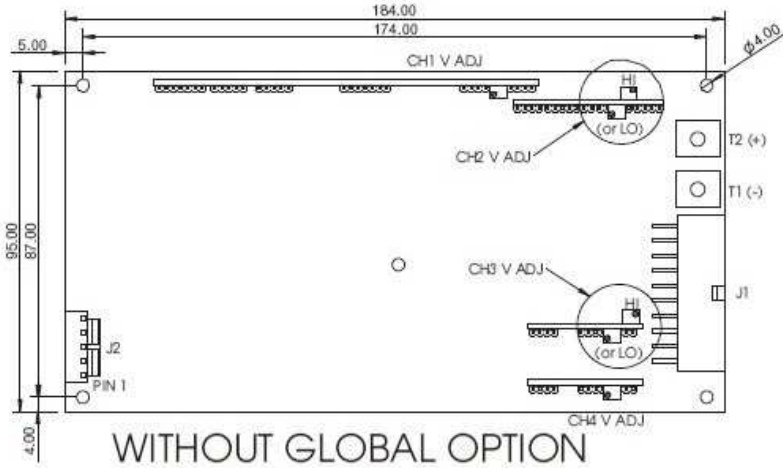 184.00
174.00
5.00
CH1 V ADJ
Ø4.00
HI
(or LO)
CH2 V ADJ
T2 (+)
T1 (-)
95.00
87.00
CH3 V ADJ
HI
J1
(or LO)
J2
PIN 1
4.00
CH4 V ADJ
WITHOUT GLOBAL OPTION